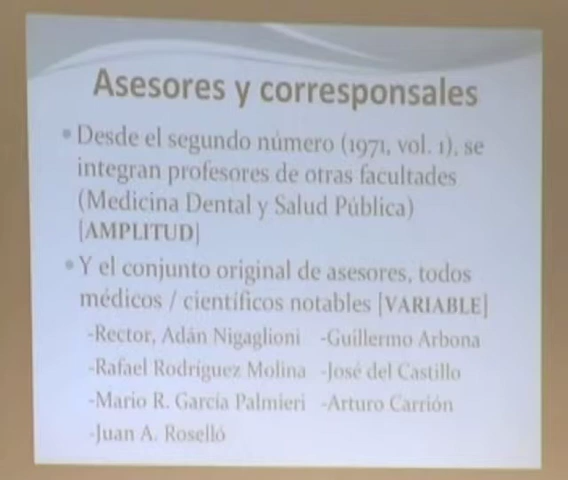 Asesores y corresponsales
• Desde el segundo número (1971, vol. 1), se
integran profesores de otras facultades
(Medicina Dental y Salud Pública)
[AMPLITUD]
• Y el conjunto original de asesores, todos
médicos / científicos notables [VARIABLE]
-Rector, Adán Nigaglioni -Guillermo Arbona
-Rafael Rodríguez Molina -José del Castillo
-Mario R. García Palmieri -Arturo Carrión
-Juan A. Roselló